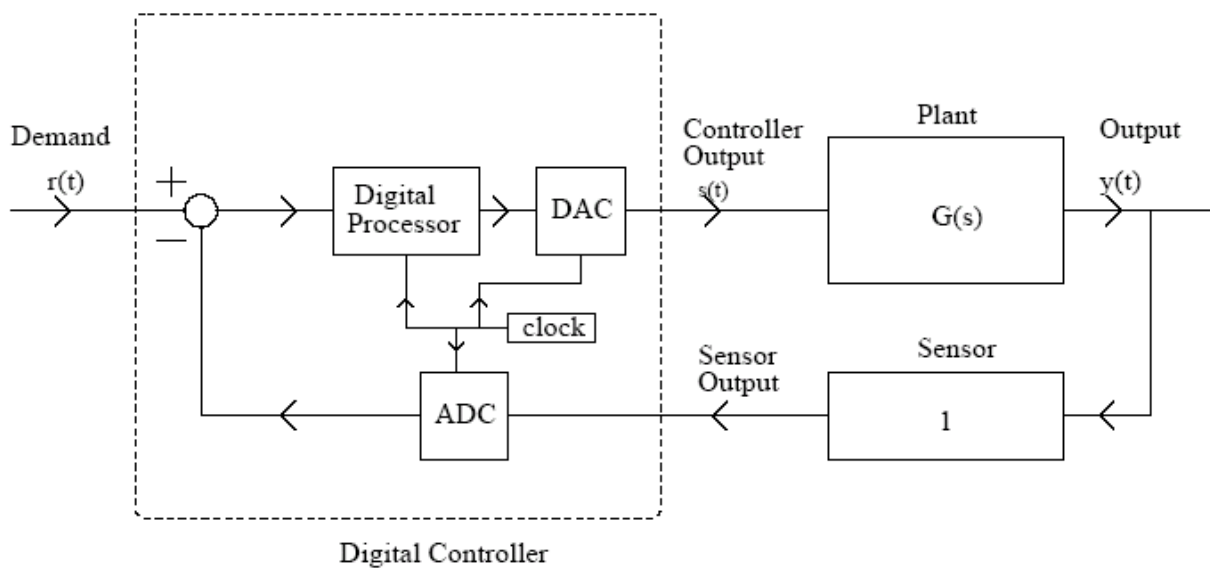 Demand
r(t)
+
−
Digital
Processor
DAC
clock
ADC
Controller
Output
s(t)
Plant
G(s)
Output
y(t)
Sensor
Output
Sensor
1
Digital Controller